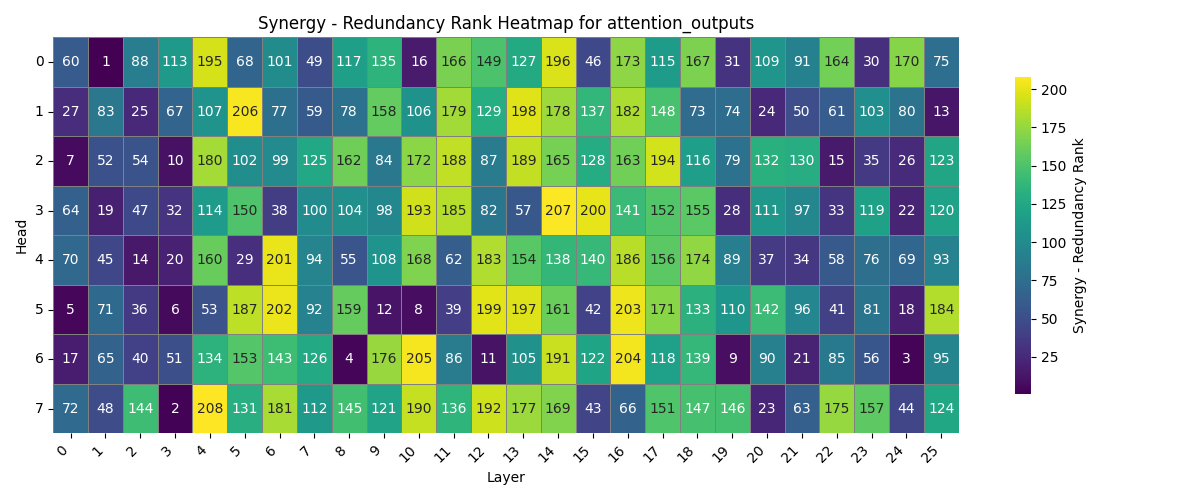 Synergy - Redundancy Rank Heatmap for attention_outputs
Head
0 60 1 88 113 195 68 101 49 117 135 16 166 149 127 196 46 173 115 167 31 109 91 164 30 170 75
1 27 83 25 67 107 206 77 59 78 158 106 179 129 198 178 137 182 148 73 74 24 50 61 103 80 13
2 7 52 54 10 180 102 99 125 162 84 172 188 87 189 165 128 163 194 116 79 132 130 15 35 26 123
3 64 19 47 32 114 150 38 100 104 98 193 185 82 57 207 200 141 152 155 28 111 97 33 119 22 120
4 70 45 14 20 160 29 201 94 55 108 168 62 183 154 138 140 186 156 174 89 37 34 58 76 69 93
5 5 71 36 6 53 187 202 92 159 12 8 39 199 197 161 42 203 171 133 110 142 96 41 81 18 184
6 17 65 40 51 134 153 143 126 4 176 205 86 11 105 191 122 204 118 139 9 90 21 85 56 3 95
7 72 48 144 2 208 131 181 112 145 121 190 136 192 177 169 43 66 151 147 146 23 63 175 157 44 124
0 1 2 3 4 5 6 7 8 9 10 11 12 13 14 15 16 17 18 19 20 21 22 23 24 25
Layer
200
175
150
125
100
75
50
25
Synergy - Redundancy Rank